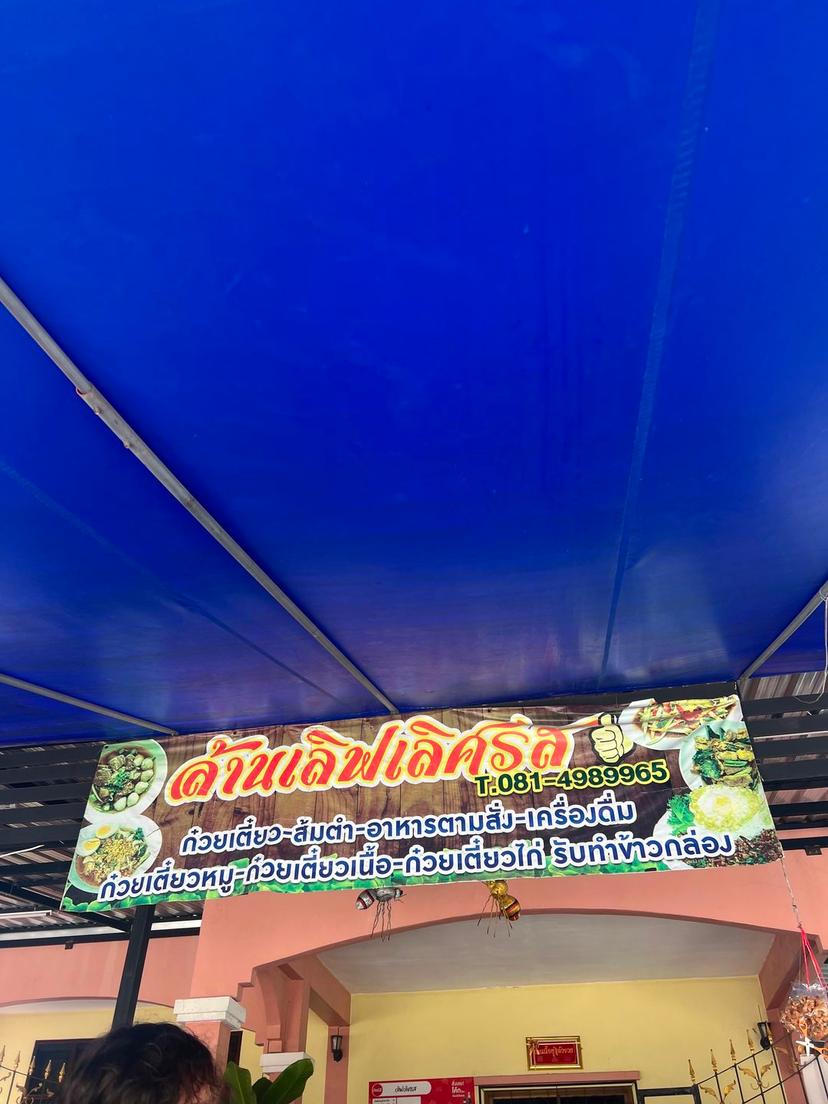 ล้านเลิฟเลิศรส
T.081-4989965
ก๋วยเตี๋ยว-ส้มตำ-อาหารตามสั่ง-เครื่องดื่ม
ก๋วยเตี๋ยวหมู-ก๋วยเตี๋ยวเนื้อ-ก๋วยเตี๋ยวไก่ รับทำข้าวกล่อง